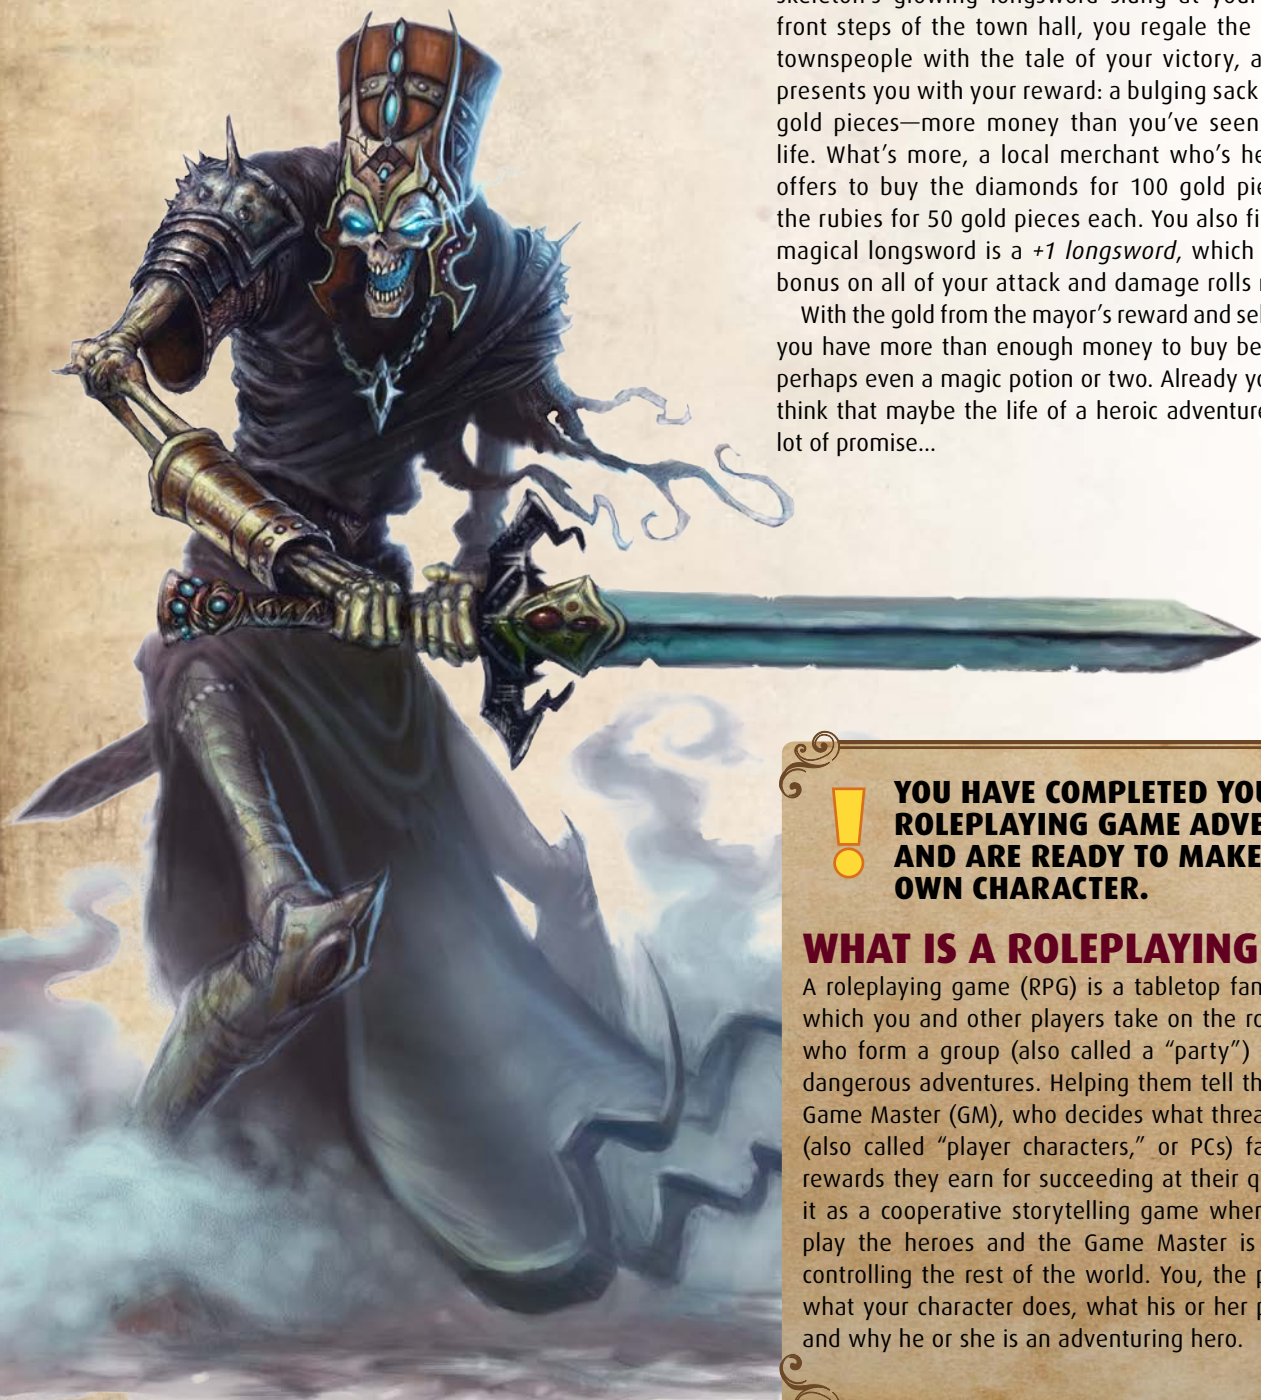 skeleton's glowing longsword slung at your
front steps of the town hall, you regale the
townspeople with the tale of your victory, a
presents you with your reward: a bulging sack
gold pieces—more money than you've seen
life. What's more, a local merchant who's he
offers to buy the diamonds for 100 gold pie
the rubies for 50 gold pieces each. You also fi
magical longsword is a +1 longsword, which
bonus on all of your attack and damage rolls
With the gold from the mayor's reward and sel
you have more than enough money to buy be
perhaps even a magic potion or two. Already yo
think that maybe the life of a heroic adventure
lot of promise...
YOU HAVE COMPLETED YOU
ROLEPLAYING GAME ADVE
AND ARE READY TO MAKE
OWN CHARACTER.
WHAT IS A ROLEPLAYING
A roleplaying game (RPG) is a tabletop fan
which you and other players take on the ro
who form a group (also called a “party”)
dangerous adventures. Helping them tell th
Game Master (GM), who decides what threa
(also called “player characters,” or PCs) fa
rewards they earn for succeeding at their q
it as a cooperative storytelling game wher
play the heroes and the Game Master is
controlling the rest of the world. You, the p
what your character does, what his or her p
and why he or she is an adventuring hero.